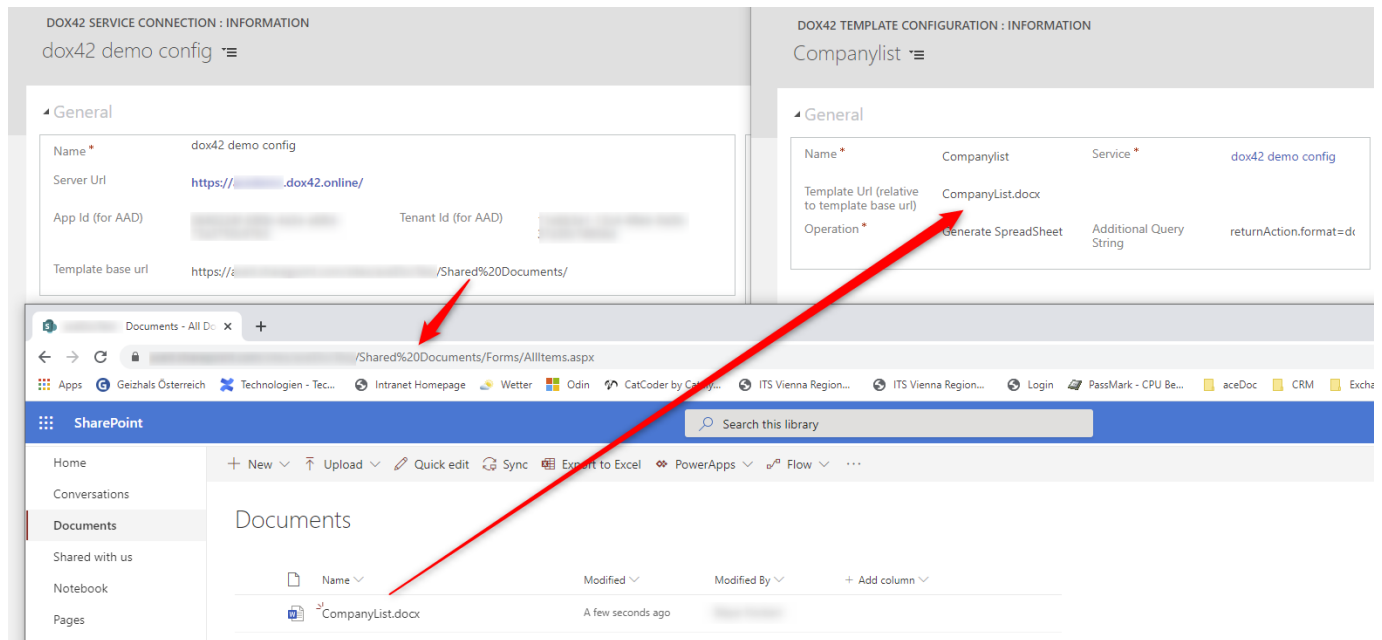 DOX42 SERVICE CONNECTION : INFORMATION
dox42 demo config
General
Name *
dox42 demo config
Server Url
https://
.dox42.online/
App Id (for AAD)
Tenant Id (for AAD)
Template base url
https://
/Shared%20Documents/
DOX42 TEMPLATE CONFIGURATION : INFORMATION
Companylist
General
Name *
Companylist
Service *
dox42 demo config
Template Url (relative
to template base url)
CompanyList.docx
Operation *
Generate SpreadSheet
Additional Query
String
returnAction.format=dc
Documents - All Do
/Shared%20Documents/Forms/AllItems.aspx
Apps
Geizhals Österreich
Technologien - Tec...
Intranet Homepage
Wetter
Odin
CatCoder by
ITS Vienna Region...
ITS Vienna Region...
Login
PassMark - CPU Be...
aceDoc
CRM
Excha
SharePoint
Search this library
Home
Conversations
Documents
Shared with us
Notebook
Pages
New
Upload
Quick edit
Sync
Export to Excel
PowerApps
Flow
...
Documents
Name
Modified
Modified By
+ Add column
CompanyList.docx
A few seconds ago